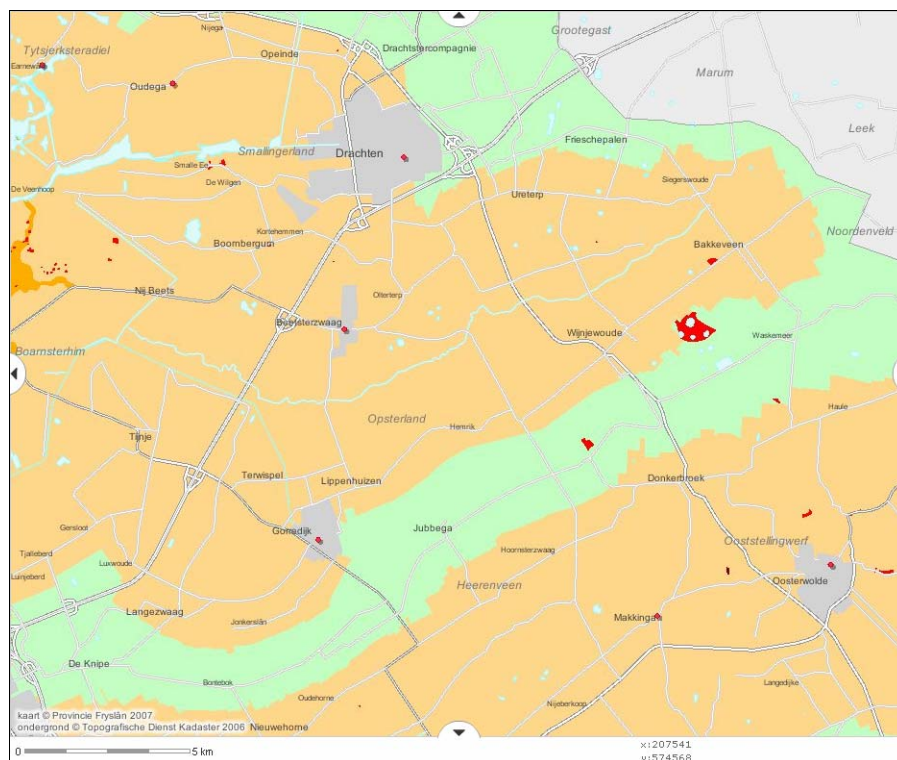 Grootegast
Nijega
Tytsjerksteradiel
Opeinde
Drachtstercompagnie
Marum
Oudega
Leek
Frieschepalen
Smallingerland
Drachten
Smalle Ee
De Wilgen
Siegerswoude
De Veenhoop
Ureterp
Kortehemmen
Noordenveld
Boornbergum
Bakkeveen
Nij Beets
Olterterp
Beetsterzwaag
Wijnjewoude
Waskemeer
Boarnsterhim
Haule
Opsterland
Hemrik
Tijnje
Terwispel
Lippenhuizen
Donkerbroek
Gersloot
Jubbega
Gorredijk
Ooststellingwerf
Hoornsterzwaag
Tjalleberd
Luxwoude
Luinjeberd
Heerenveen
Oosterwolde
Langezwaag
Jonkerslân
Makkinga
De Knipe
Bontebok
Langedijke
Oudehorne
Nijeberkoop
kaart © Provincie Fryslân 2007
ondergrond © Topografische Dienst Kadaster 2006
Nieuwehorne
0
5 km
x:207541
y:574568